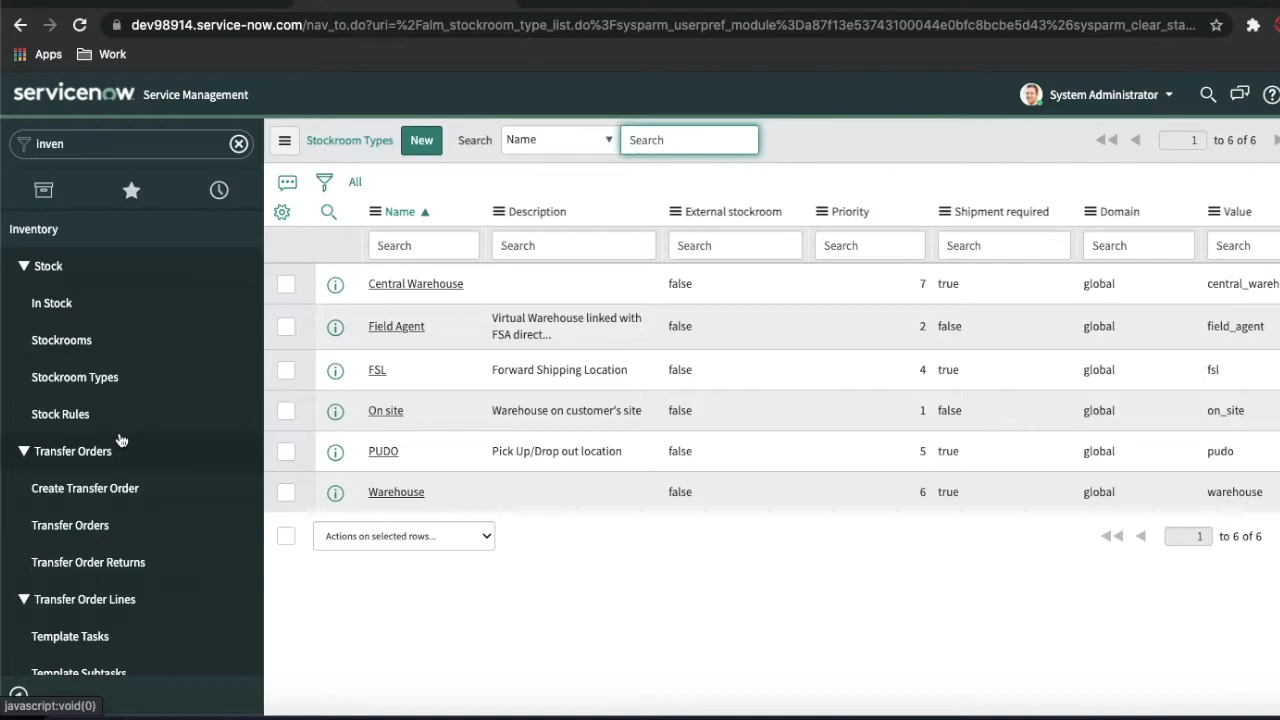 dev98914.service-now.com/nav_to.do?uri=%2Falm_stockroom_type_list.do%3Fsysparm_userpref_module%3Da87f13e53743100044e0bfc8bcbe5d43%26sysparm_clear_sta...
Apps Work
servicenow Service Management System Administrator
inven Stockroom Types New Search Name Search 1 to 6 of 6
All
Name Description External stockroom Priority Shipment required Domain Value
Search Search Search Search Search Search Search
Inventory
Stock
In Stock
Stockrooms
Stockroom Types
Stock Rules
Transfer Orders
Create Transfer Order
Transfer Orders
Transfer Order Returns
Transfer Order Lines
Template Tasks
Template Subtasks
Central Warehouse false 7 true global central_wareh
Field Agent Virtual Warehouse linked with FSA direct... false 2 false global field_agent
FSL Forward Shipping Location false 4 true global fsl
On site Warehouse on customer's site false 1 false global on_site
PUDO Pick Up/Drop out location false 5 true global pudo
Warehouse false 6 true global warehouse
Actions on selected rows... 1 to 6 of 6
javascript:void(0)